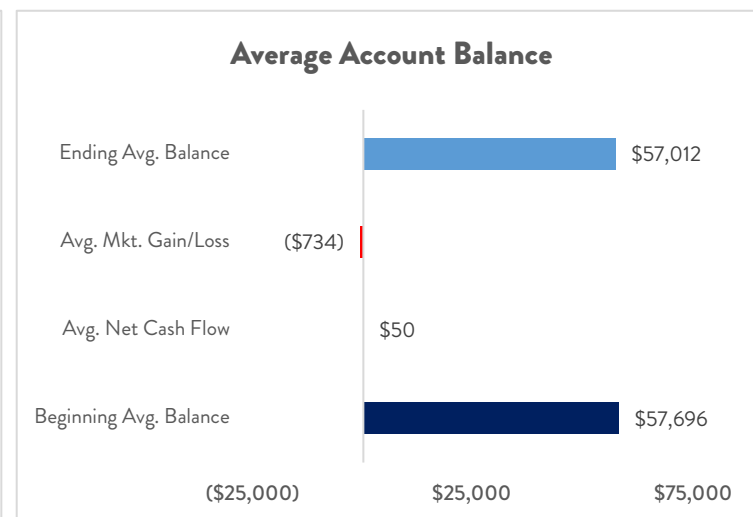 Average Account Balance
Ending Avg. Balance $57,012
Avg. Mkt. Gain/Loss ($734)
Avg. Net Cash Flow $50
Beginning Avg. Balance $57,696
($25,000) $25,000 $75,000